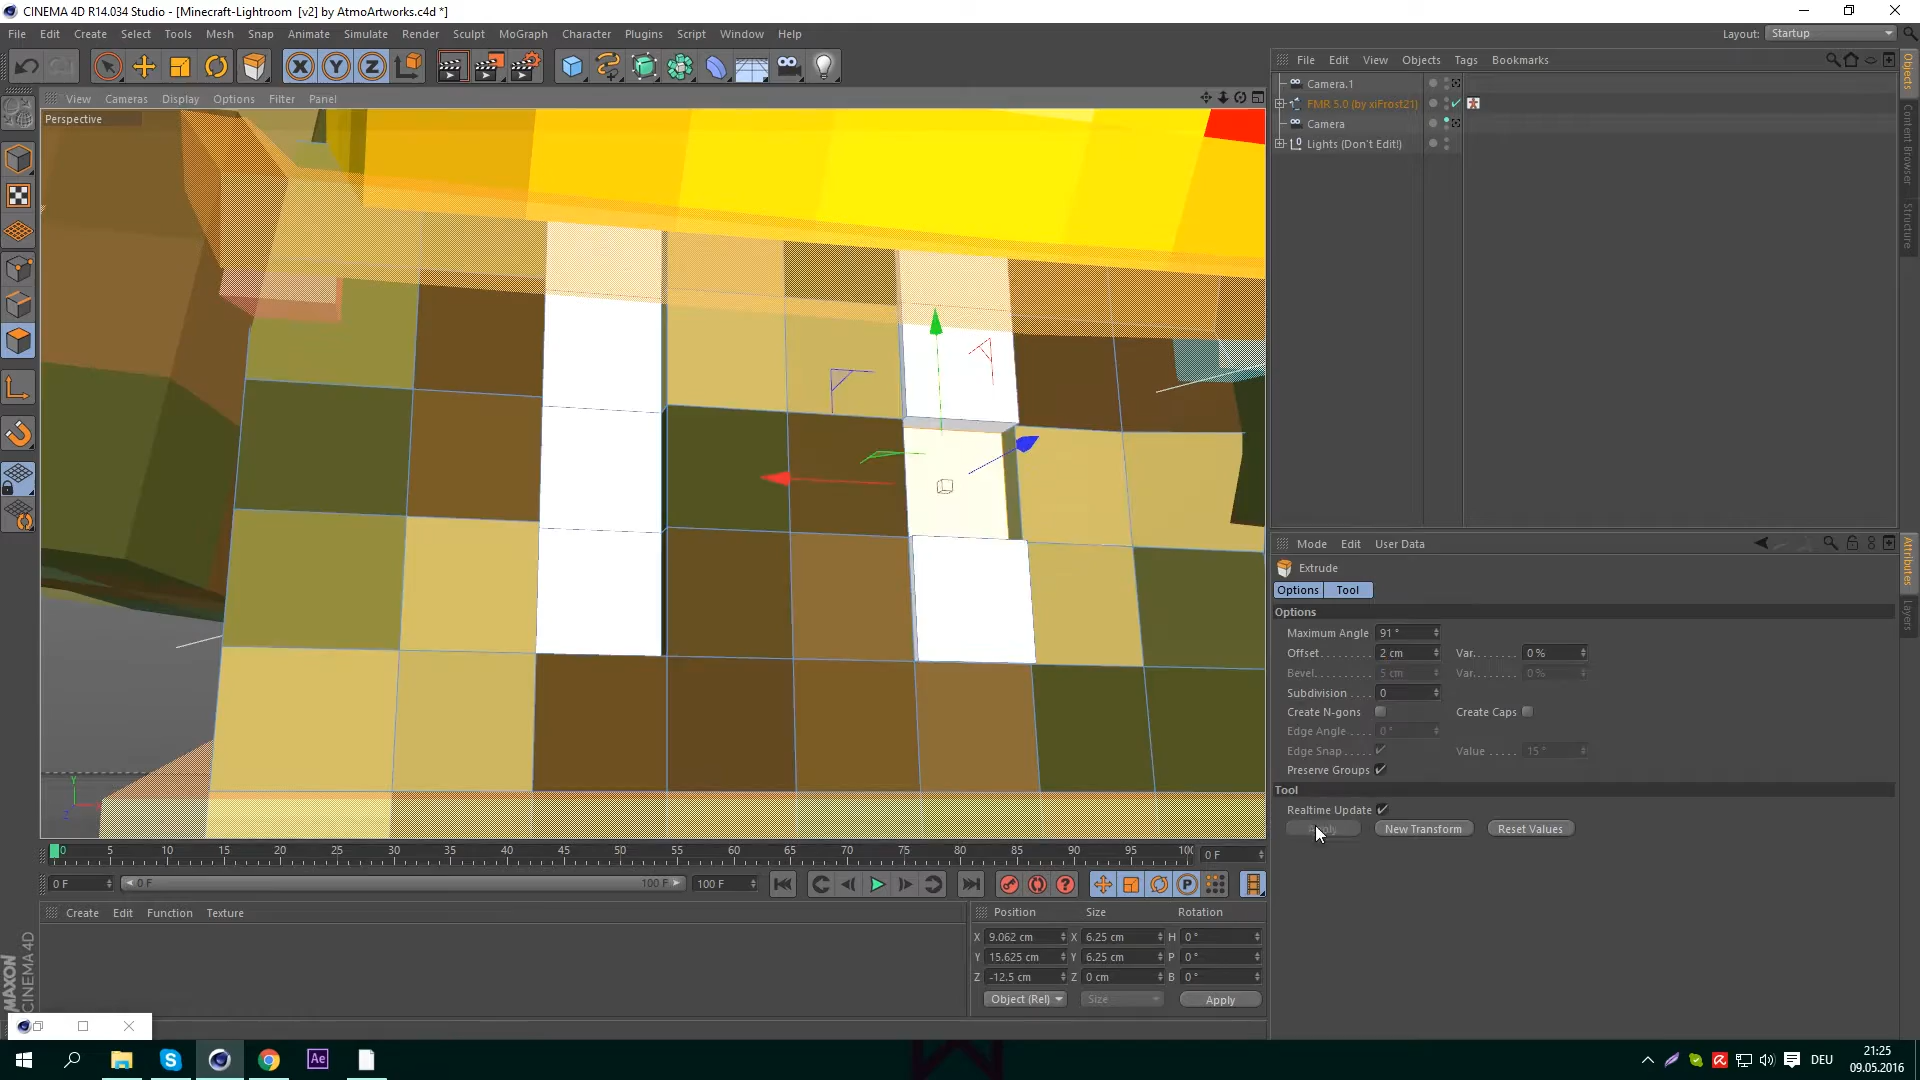 CINEMA 4D R14.034 Studio - [Minecraft-Lightroom [v2] by AtmoArtworks.c4d *]
File Edit Create Select Tools Mesh Snap Animate Simulate Render Sculpt MoGraph Character Plugins Script Window Help
Layout: Startup
X Y Z
View Cameras Display Options Filter Panel
Perspective
File Edit View Objects Tags Bookmarks
Camera.1
FMR 5.0 (by xiFrost21)
Camera
Lights (Don't Edit!)
Objects
Content Browser
Structure
Mode Edit User Data
Extrude
Options Tool
Options
Maximum Angle 91 °
Offset 2 cm Var. 0 %
Bevel 5 cm Var. 0 %
Subdivision 0
Create N-gons Create Caps
Edge Angle 0 °
Edge Snap Value 15 °
Preserve Groups
Tool
Realtime Update
New Transform Reset Values
Attributes
Layers
Y
Z
0 5 10 15 20 25 30 35 40 45 50 55 60 65 70 75 80 85 90 95 100 0 F
0 F 0 F 100 F 100 F
P
Create Edit Function Texture
Position Size Rotation
X 9.062 cm X 6.25 cm H 0 °
Y 15.625 cm Y 6.25 cm P 0 °
Z -12.5 cm Z 0 cm B 0 °
Object (Rel) Size Apply
MAXON
CINEMA 4D
Ae
DEU
21:25
09.05.2016